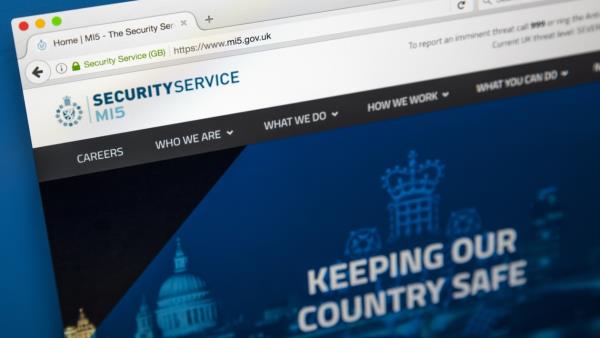 Home | MI5 - The Security Ser
Security Service (GB)
https://www.mi5.gov.uk
To report an imminent threat call 999 or ring the Anti
Current UK threat level: SEVER
SECURITYSERVICE
MI5
CAREERS
WHO WE ARE
WHAT WE DO
HOW WE WORK
WHAT YOU CAN DO
KEEPING OUR
COUNTRY SAFE